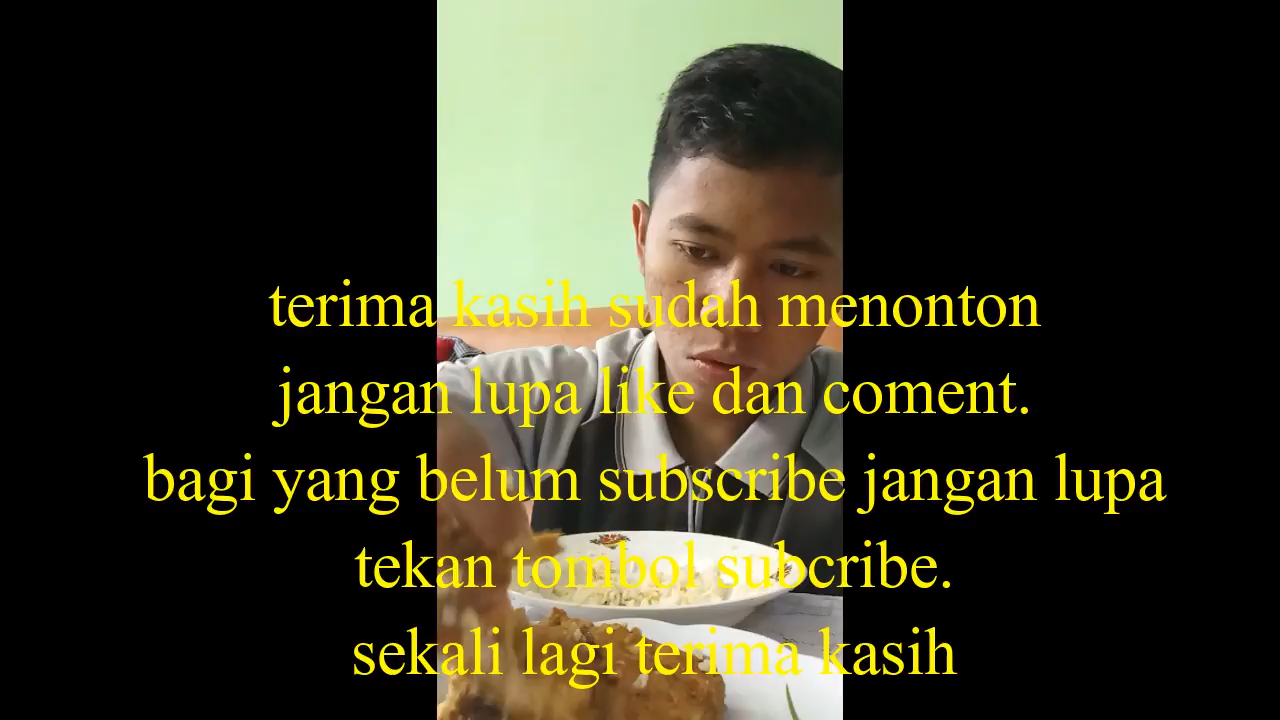 terima kasih sudah menonton
jangan lupa like dan coment.
bagi yang belum subscribe jangan lupa
tekan tombol subcribe.
sekali lagi terima kasih